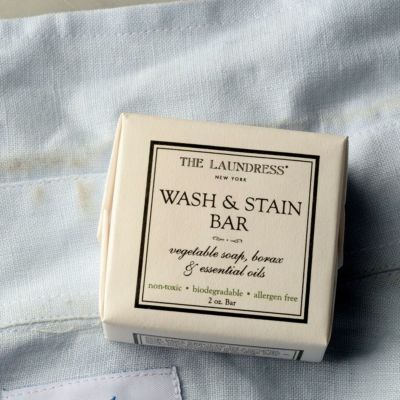 THE LAUNDRESS®
NEW YORK
WASH & STAIN
BAR
vegetable soap, borax
& essential oils
non-toxic • biodegradable • allergen free
2 oz. Bar